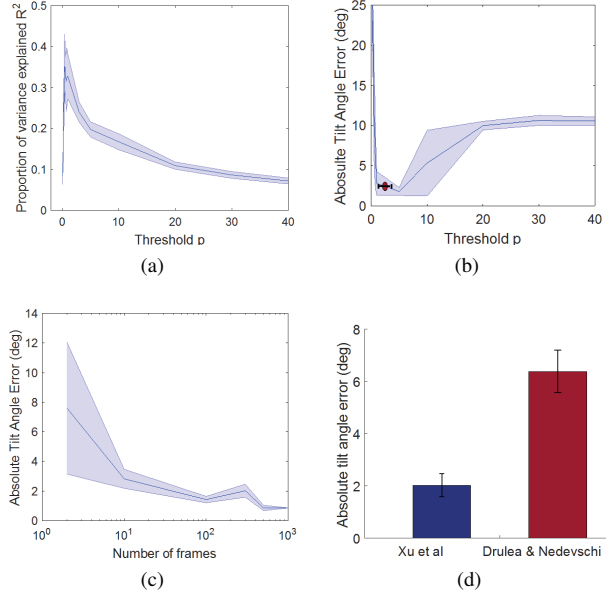 0.5
0.4
0.3
0.2
0.1
0
Proportion of variance explained R²
0 10 20 30 40
Threshold p
(a)
25
20
15
10
5
0
Abosulte Tilt Angle Error (deg)
0 10 20 30 40
Threshold p
(b)
14
12
10
8
6
4
2
0
Absolute Tilt Angle Error (deg)
10⁰ 10¹ 10² 10³
Number of frames
(c)
8
6
4
2
0
Absolute tilt angle error (deg)
Xu et al Drulea & Nedevschi
(d)